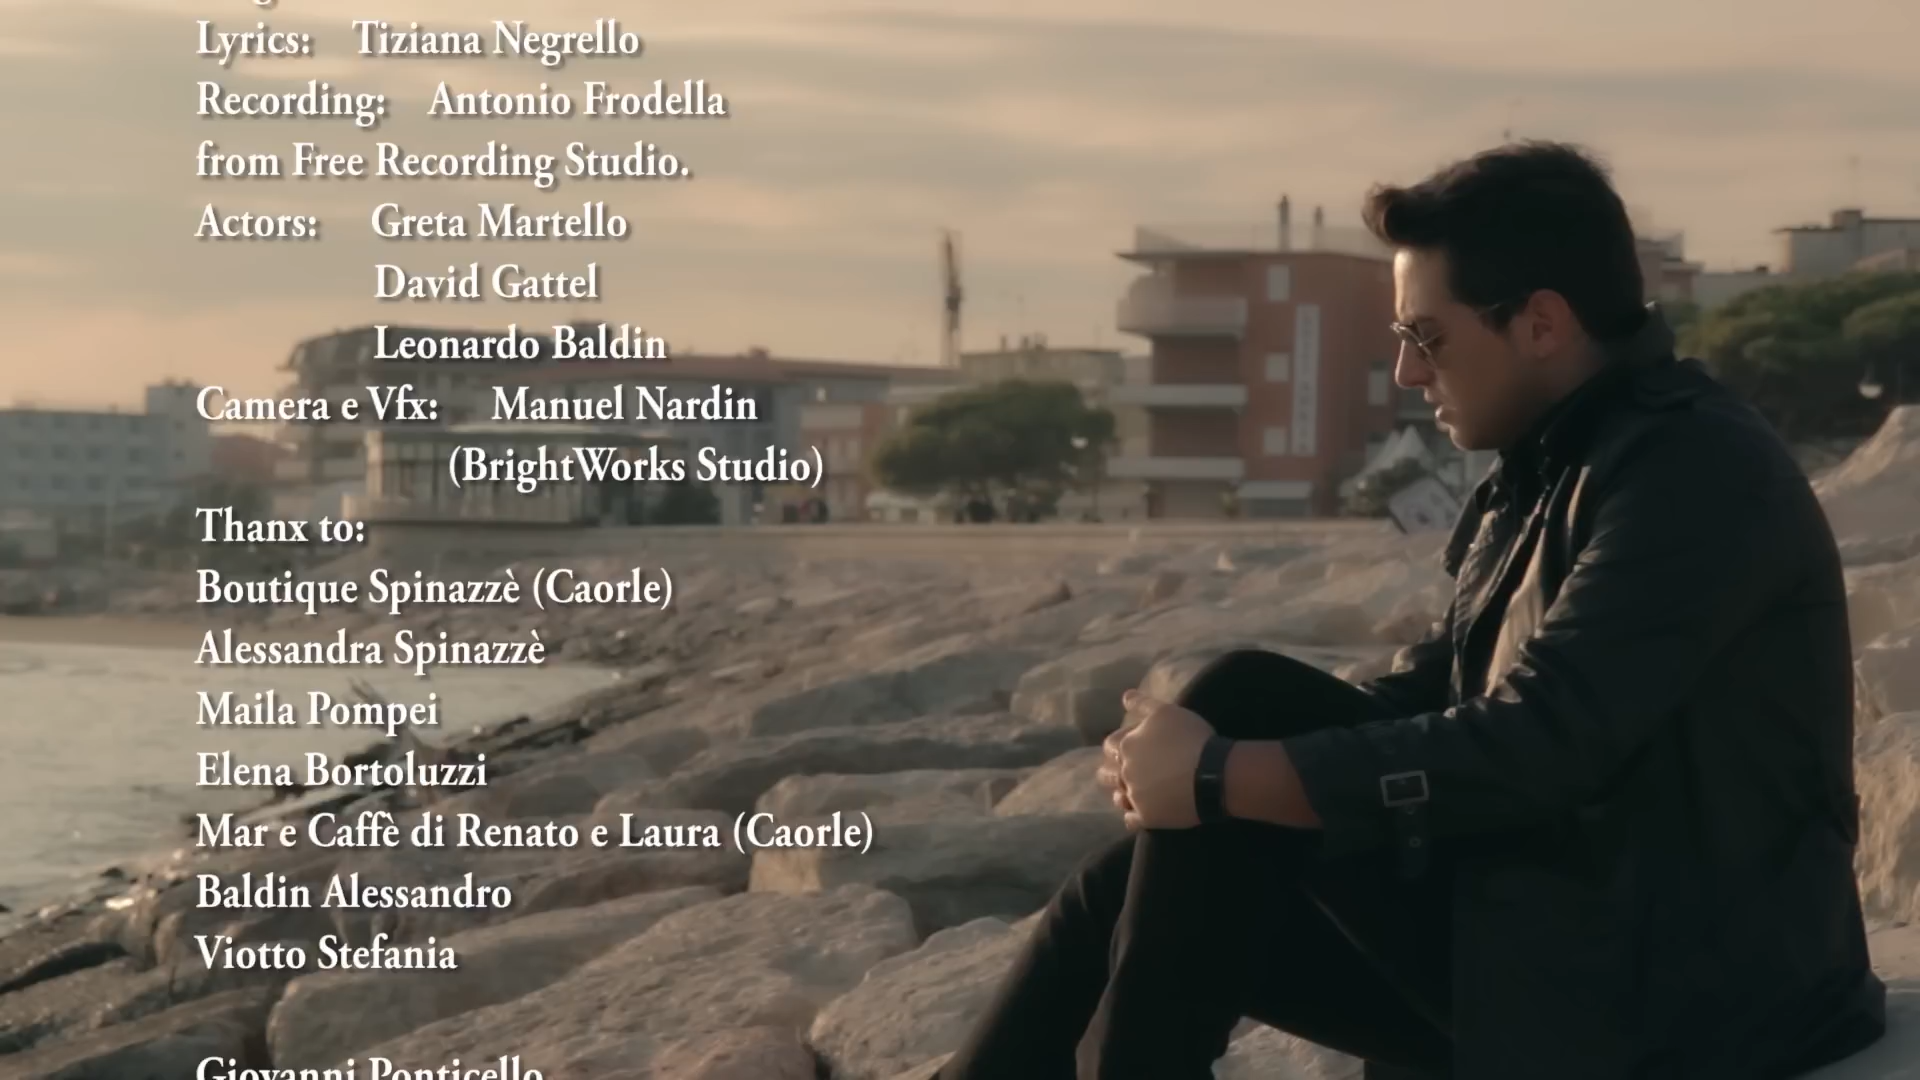 Lyrics: Tiziana Negrello
Recording: Antonio Frodella
from Free Recording Studio.
Actors: Greta Martello
David Gattel
Leonardo Baldin
Camera e Vfx: Manuel Nardin
(BrightWorks Studio)
Thanx to:
Boutique Spinazzè (Caorle)
Alessandra Spinazzè
Maila Pompei
Elena Bortoluzzi
Mar e Caffè di Renato e Laura (Caorle)
Baldin Alessandro
Viotto Stefania
Giovanni Ponticello